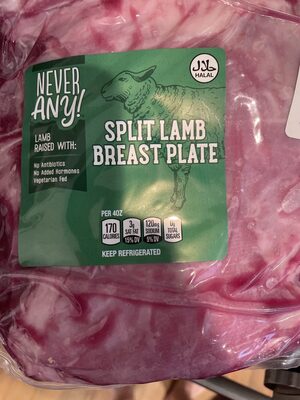 NEVER
ANY!
حلال
HALAL
LAMB
RAISED WITH:
No Antibiotics
No Added Hormones
Vegetarian Fed
SPLIT LAMB
BREAST PLATE
PER 4OZ
170
CALORIES
3g
SAT FAT
15% DV
120mg
SODIUM
5% DV
0g
TOTAL
SUGARS
KEEP REFRIGERATED